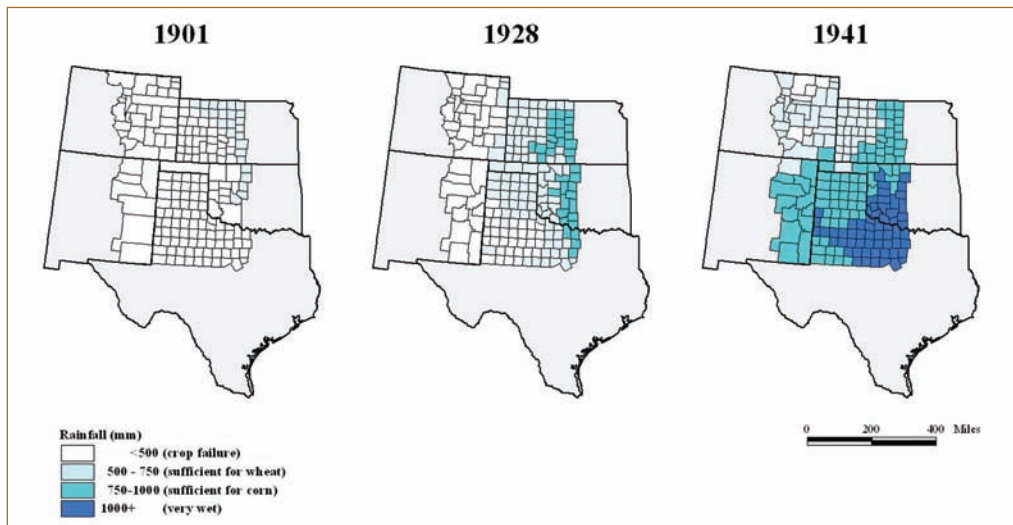 1901
1928
1941
Rainfall (mm)
<500 (crop failure)
500 - 750 (sufficient for wheat)
750-1000 (sufficient for corn)
1000+ (very wet)
0 200 400 Miles